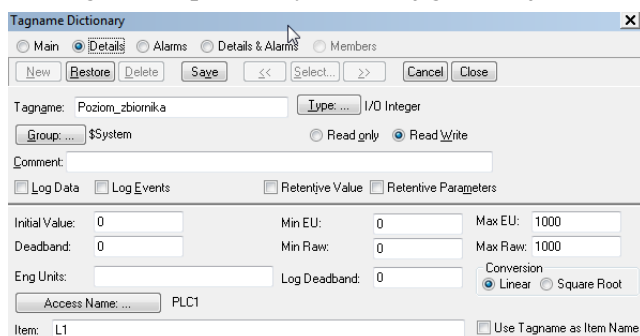 Tagname Dictionary X
Main Details Alarms Details & Alarms Members
New Restore Delete Save << Select... >> Cancel Close
Tagname: Poziom_zbiornika Type: ... I/O Integer
Group: ... $System Read only Read Write
Comment:
Log Data Log Events Retentive Value Retentive Parameters
Initial Value: 0 Min EU: 0 Max EU: 1000
Deadband: 0 Min Raw: 0 Max Raw: 1000
Eng Units: Log Deadband: 0 Conversion
Linear Square Root
Access Name: ... PLC1
Item: L1 Use Tagname as Item Name